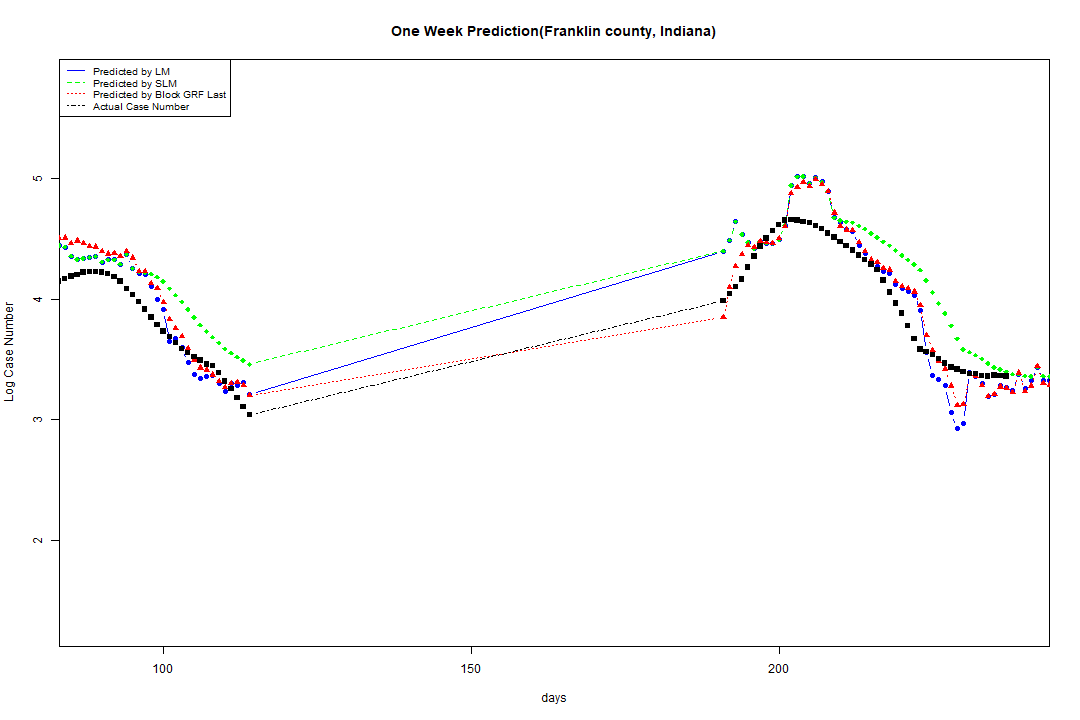 One Week Prediction(Franklin county, Indiana)
Predicted by LM
Predicted by SLM
Predicted by Block GRF Last
Actual Case Number
5
4
3
2
Log Case Number
100 150 200
days